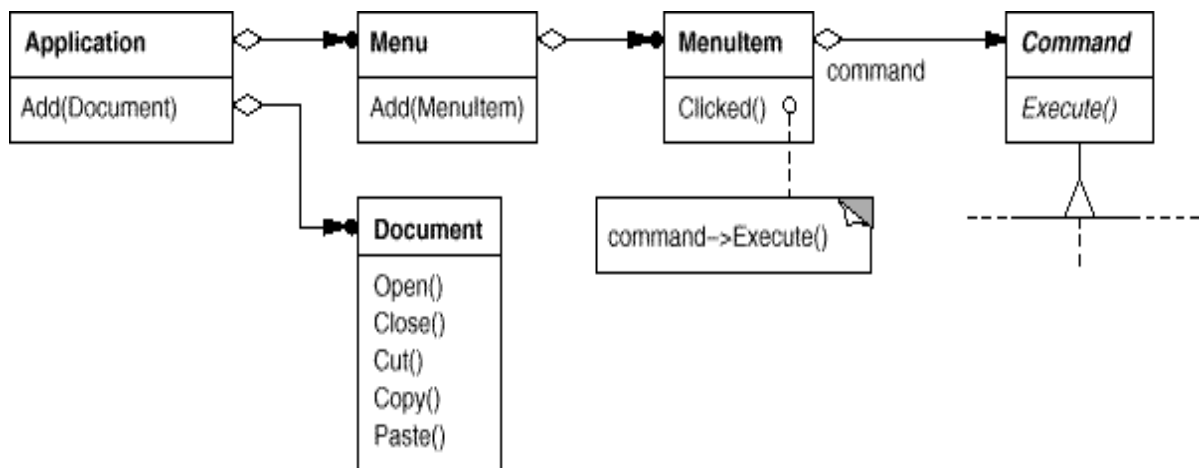 Application
Add(Document)
Menu
Add(MenuItem)
MenuItem
Clicked()
command
Command
Execute()
command->Execute()
Document
Open()
Close()
Cut()
Copy()
Paste()